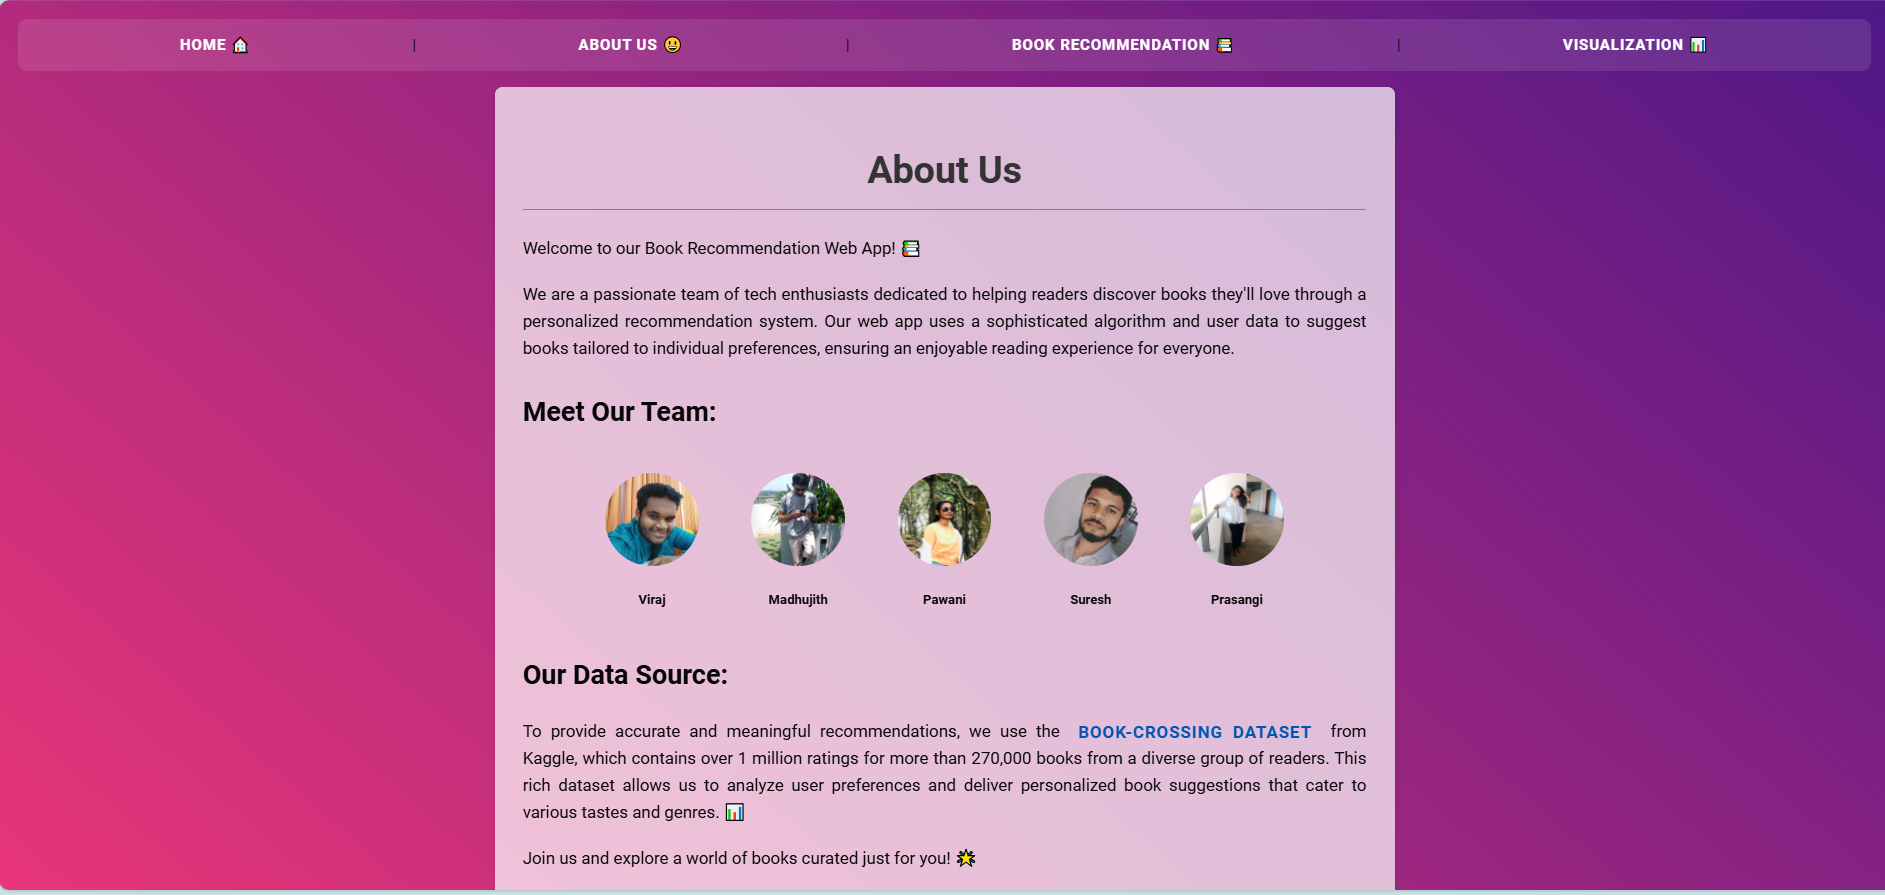 HOME 🏠 | ABOUT US 😃 | BOOK RECOMMENDATION 📚 | VISUALIZATION 📊
About Us
Welcome to our Book Recommendation Web App! 📚
We are a passionate team of tech enthusiasts dedicated to helping readers discover books they'll love through a
personalized recommendation system. Our web app uses a sophisticated algorithm and user data to suggest
books tailored to individual preferences, ensuring an enjoyable reading experience for everyone.
Meet Our Team:
Viraj Madhujith Pawani Suresh Prasangi
Our Data Source:
To provide accurate and meaningful recommendations, we use the BOOK-CROSSING DATASET from
Kaggle, which contains over 1 million ratings for more than 270,000 books from a diverse group of readers. This
rich dataset allows us to analyze user preferences and deliver personalized book suggestions that cater to
various tastes and genres. 📊
Join us and explore a world of books curated just for you! 🌟